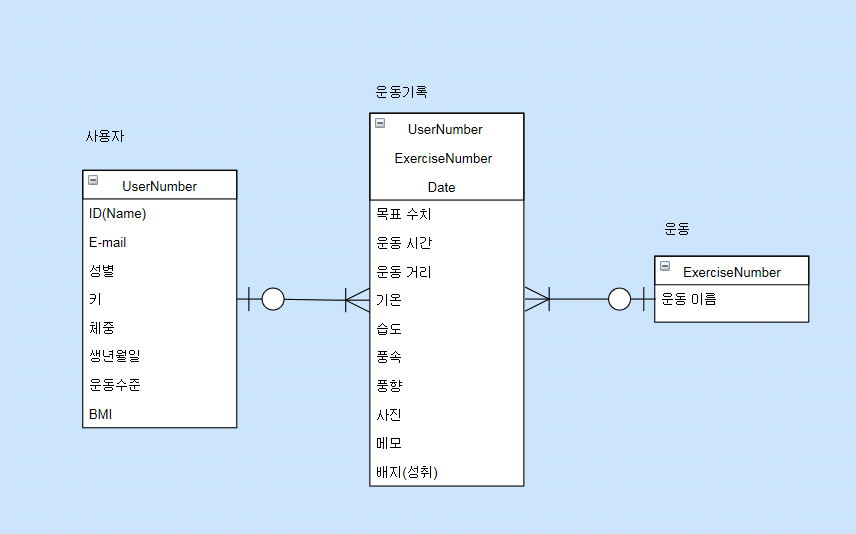 사용자
UserNumber
ID(Name)
E-mail
성별
키
체중
생년월일
운동수준
BMI
운동기록
UserNumber
ExerciseNumber
Date
목표 수치
운동 시간
운동 거리
기온
습도
풍속
풍향
사진
메모
배지(성취)
운동
ExerciseNumber
운동 이름